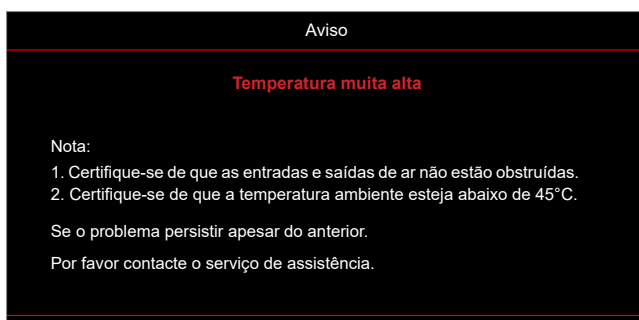 Aviso
Temperatura muita alta
Nota:
1. Certifique-se de que as entradas e saídas de ar não estão obstruídas.
2. Certifique-se de que a temperatura ambiente esteja abaixo de 45°C.
Se o problema persistir apesar do anterior.
Por favor contacte o serviço de assistência.